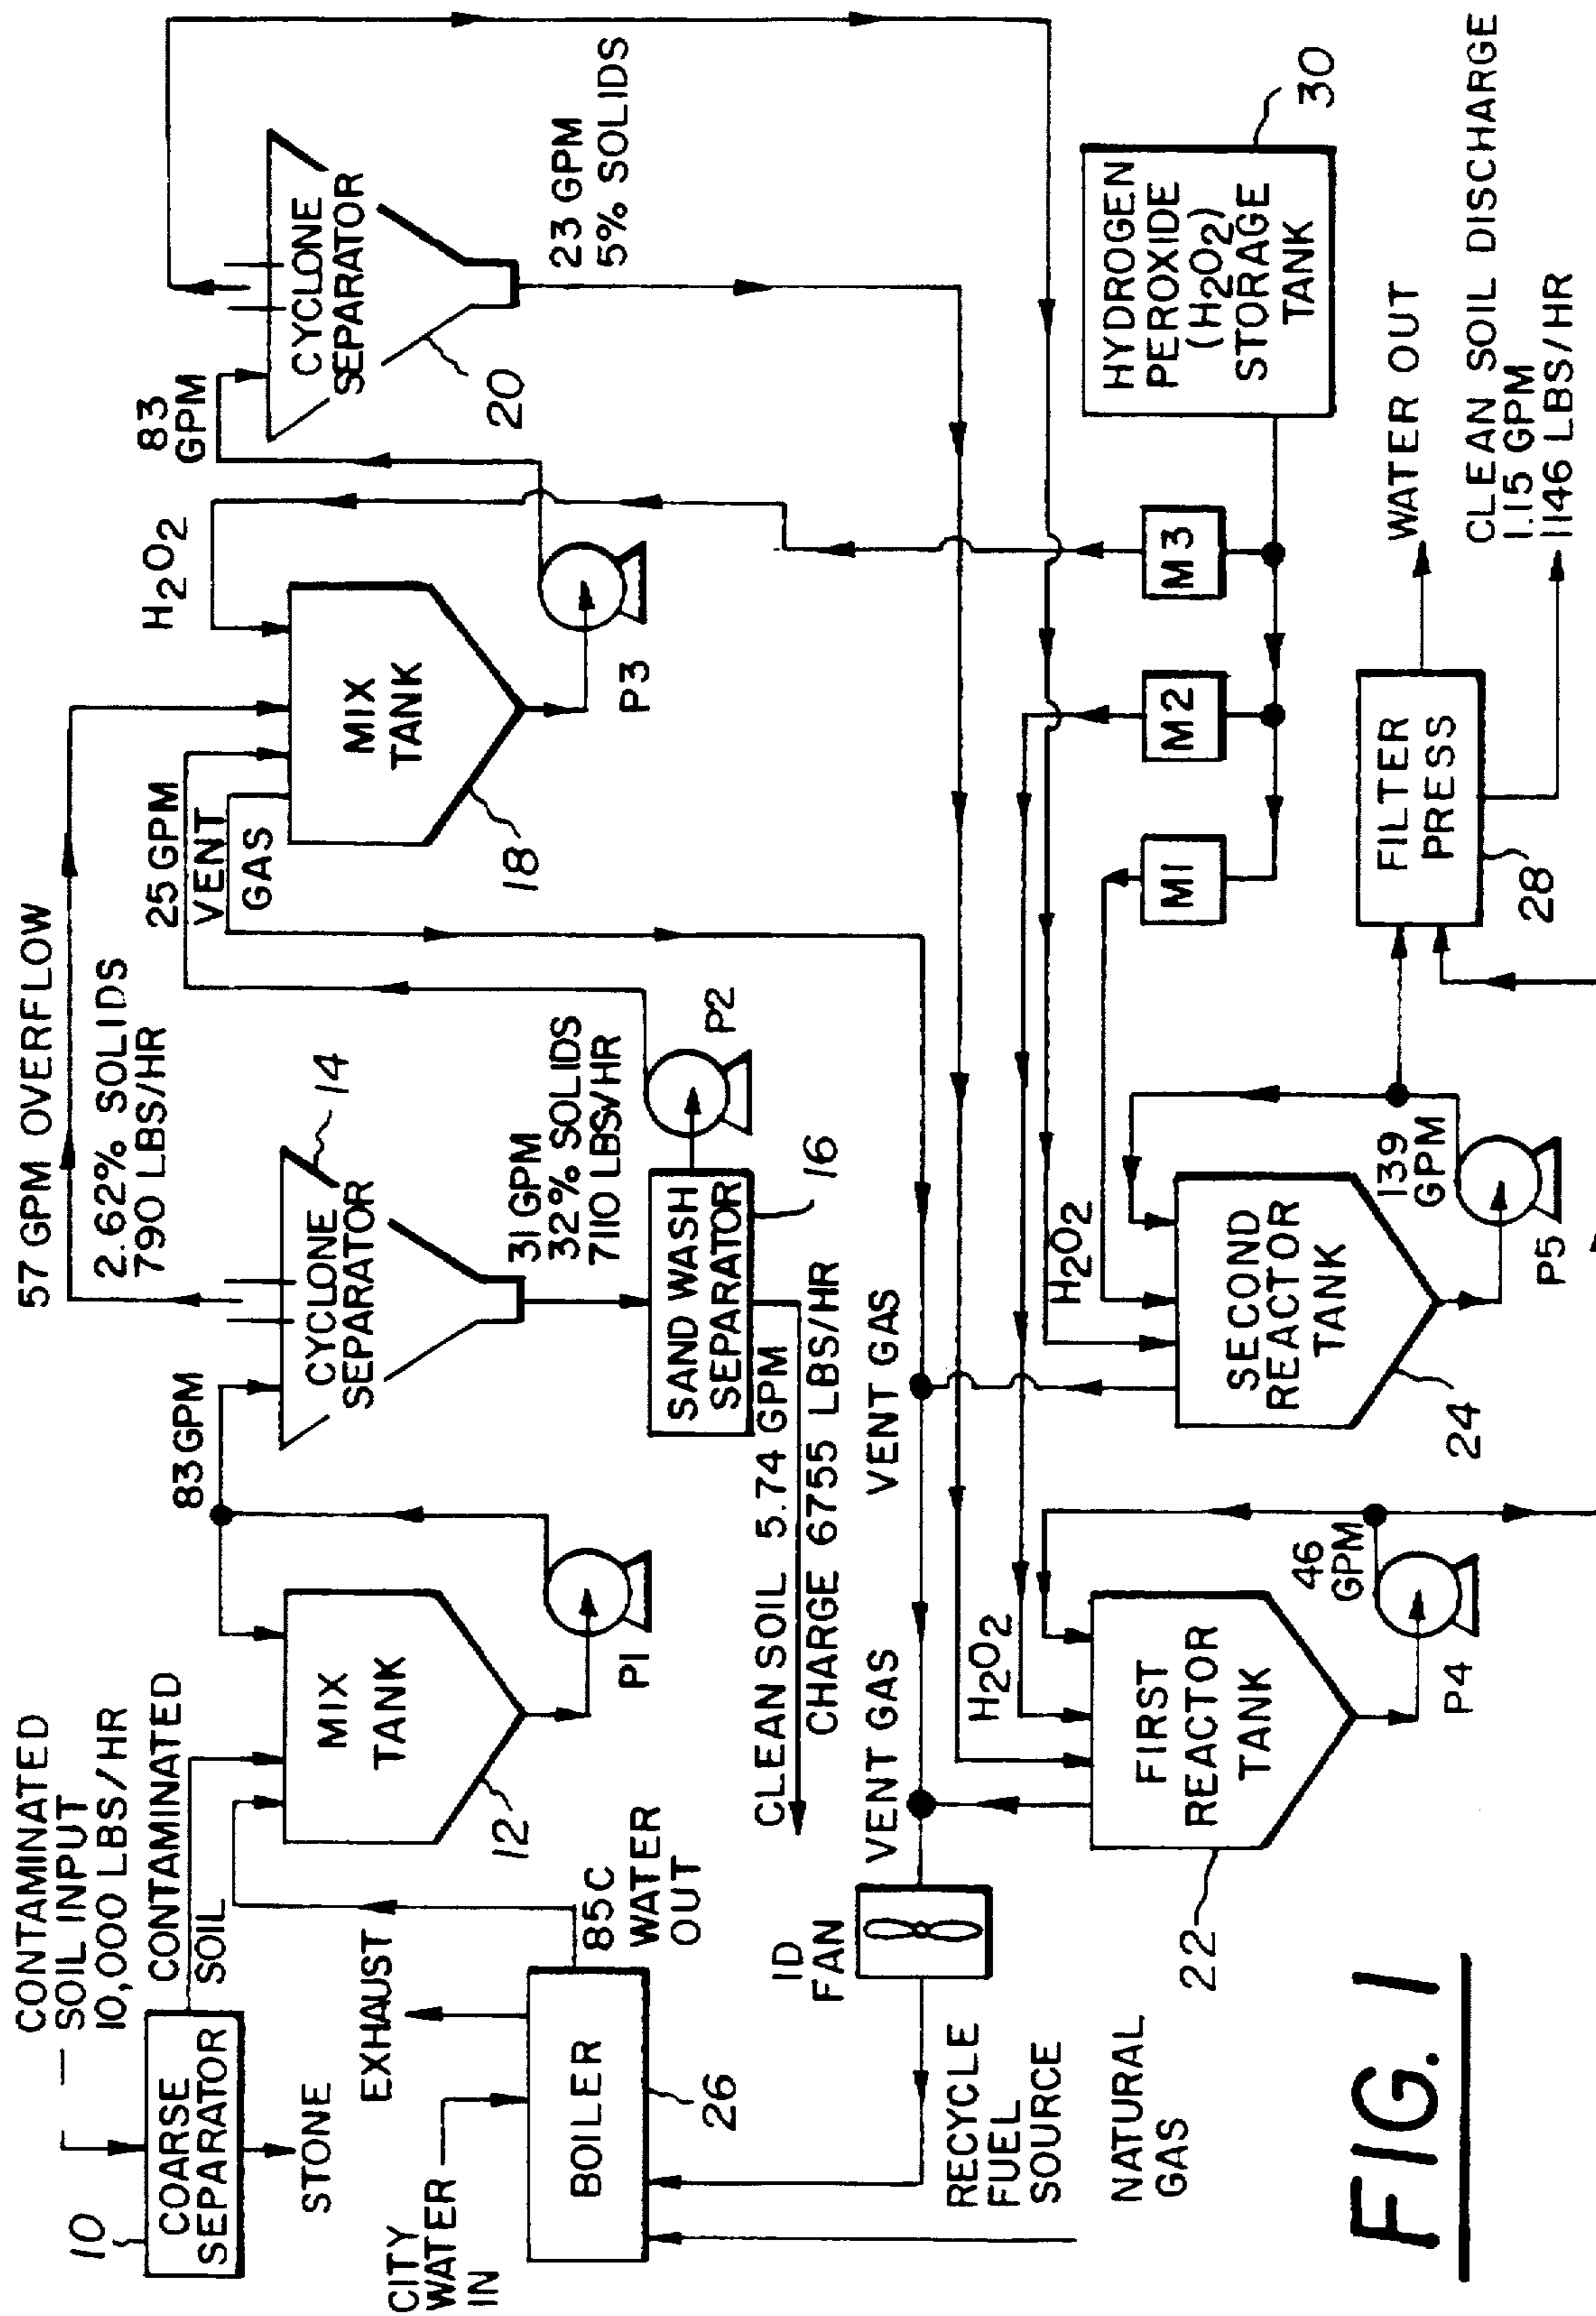 CONTAMINATED
SOIL INPUT
10,000 LBS/HR
10
COARSE
SEPARATOR
STONE
CONTAMINATED
SOIL
MIX
TANK
12
P1
83 GPM
CYCLONE
SEPARATOR
14
57 GPM OVERFLOW
2.62% SOLIDS
790 LBS/HR
31 GPM
32% SOLIDS
7110 LBS/HR
SAND WASH
SEPARATOR
16
P2
CLEAN SOIL 5.74 GPM
CHARGE 6755 LBS/HR
25 GPM
VENT
GAS
H2O2
MIX
TANK
18
P3
83
GPM
CYCLONE
SEPARATOR
20
23 GPM
5% SOLIDS
EXHAUST
85C
WATER
OUT
CITY
WATER
IN
BOILER
26
ID
FAN
RECYCLE
FUEL
SOURCE
NATURAL
GAS
VENT GAS
VENT GAS
H2O2
FIRST
REACTOR
TANK
22
46
GPM
P4
H2O2
SECOND
REACTOR
TANK
24
139
GPM
P5
M1
M2
M3
HYDROGEN
PEROXIDE
(H2O2)
STORAGE
TANK
30
FILTER
PRESS
28
WATER OUT
CLEAN SOIL DISCHARGE
1.15 GPM
1146 LBS/HR
FIG. 1